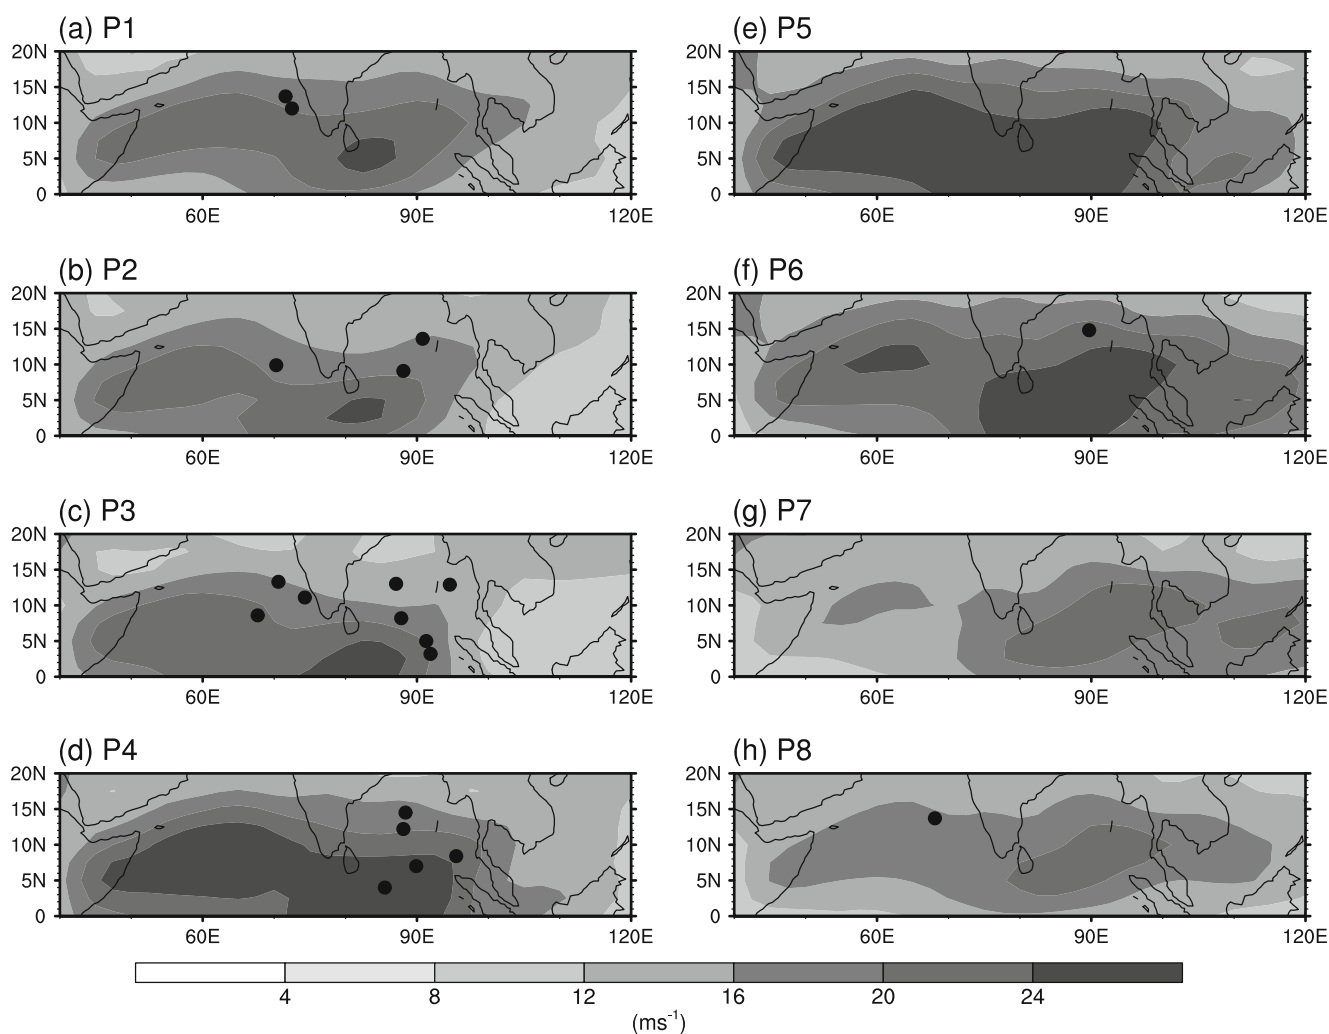 (a) P1
20N
15N
10N
5N
0
60E
90E
120E
(b) P2
20N
15N
10N
5N
0
60E
90E
120E
(c) P3
20N
15N
10N
5N
0
60E
90E
120E
(d) P4
20N
15N
10N
5N
0
60E
90E
120E
(e) P5
20N
15N
10N
5N
0
60E
90E
120E
(f) P6
20N
15N
10N
5N
0
60E
90E
120E
(g) P7
20N
15N
10N
5N
0
60E
90E
120E
(h) P8
20N
15N
10N
5N
0
60E
90E
120E
4 8 12 16 20 24
(ms⁻¹)